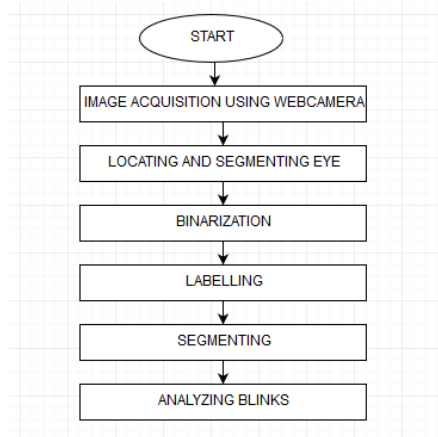 START
IMAGE ACQUISITION USING WEBCAMERA
LOCATING AND SEGMENTING EYE
BINARIZATION
LABELLING
SEGMENTING
ANALYZING BLINKS